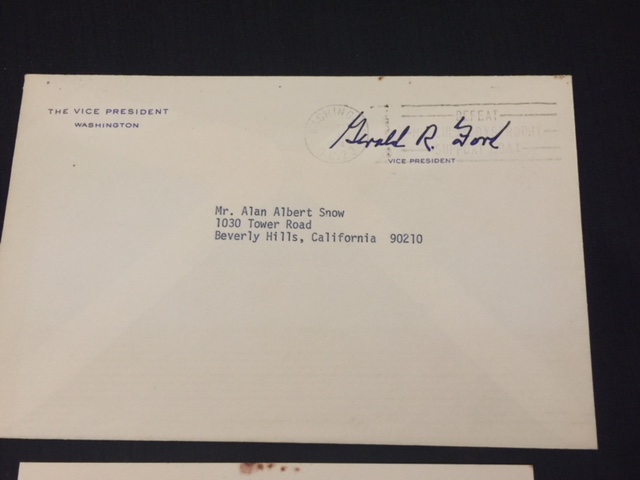 THE VICE PRESIDENT
WASHINGTON
DEFEAT
Gerald R. Ford
VICE PRESIDENT
Mr. Alan Albert Snow
1030 Tower Road
Beverly Hills, California 90210